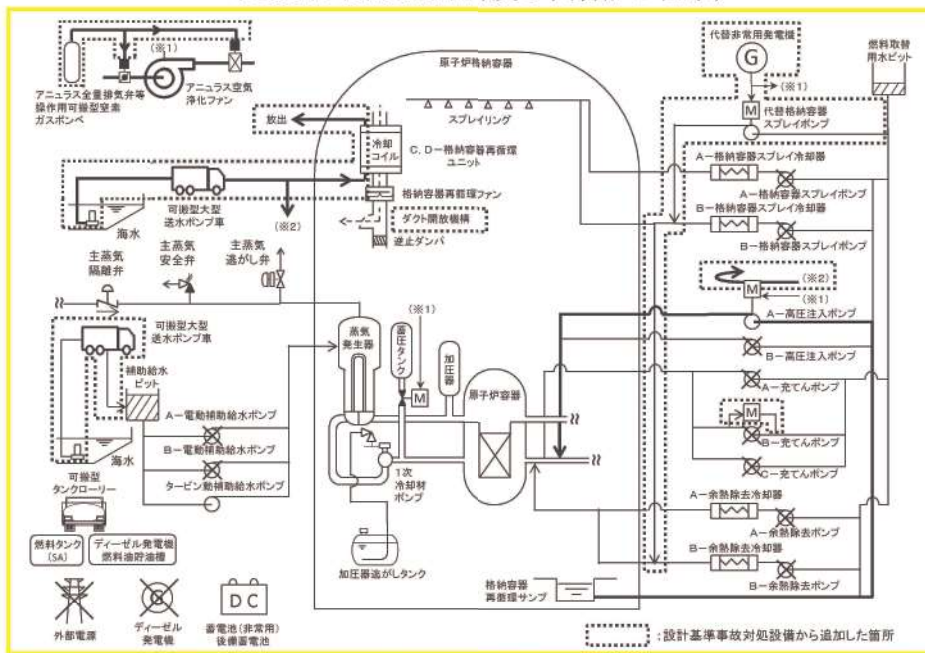 (※1)
アニュラス全量排気弁等
操作用可搬型窒素
ガスボンベ
アニュラス空気
浄化ファン
原子炉格納容器
代替非常用発電機
G
燃料取替
用水ピット
(※1)
M
代替格納容器
スプレイポンプ
放出
スプレイリング
冷却
コイル
C,D-格納容器再循環
ユニット
格納容器再循環ファン
A-格納容器スプレイ冷却器
A-格納容器スプレイポンプ
B-格納容器スプレイ冷却器
B-格納容器スプレイポンプ
可搬型大型
送水ポンプ車
海水
(※2)
ダクト開放機構
逆止ダンパ
主蒸気
隔離弁
主蒸気
安全弁
主蒸気
逃がし弁
(※2)
M
(※1)
A-高圧注入ポンプ
可搬型大型
送水ポンプ車
蒸気
発生器
蓄圧タンク
(※1)
M
加圧器
原子炉容器
B-高圧注入ポンプ
補助給水
ピット
A-充てんポンプ
A-電動補助給水ポンプ
M
B-充てんポンプ
B-電動補助給水ポンプ
海水
C-充てんポンプ
タービン動補助給水ポンプ
1次
冷却材
ポンプ
可搬型
タンクローリー
A-余熱除去冷却器
A-余熱除去ポンプ
燃料タンク
(SA)
ディーゼル発電機
燃料油貯油槽
B-余熱除去冷却器
B-余熱除去ポンプ
加圧器逃がしタンク
格納容器
再循環サンプ
DC
外部電源
ディーゼル
発電機
蓄電池(非常用)
後備蓄電池
:設計基準事故対処設備から追加した箇所